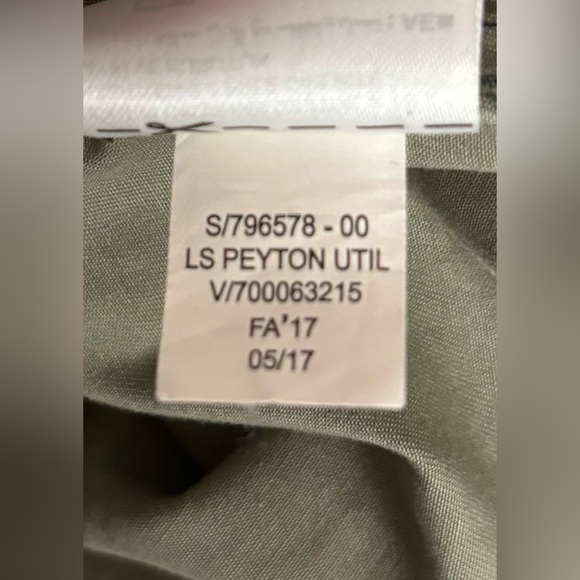 S/796578 - 00
LS PEYTON UTIL
V/700063215
FA'17
05/17